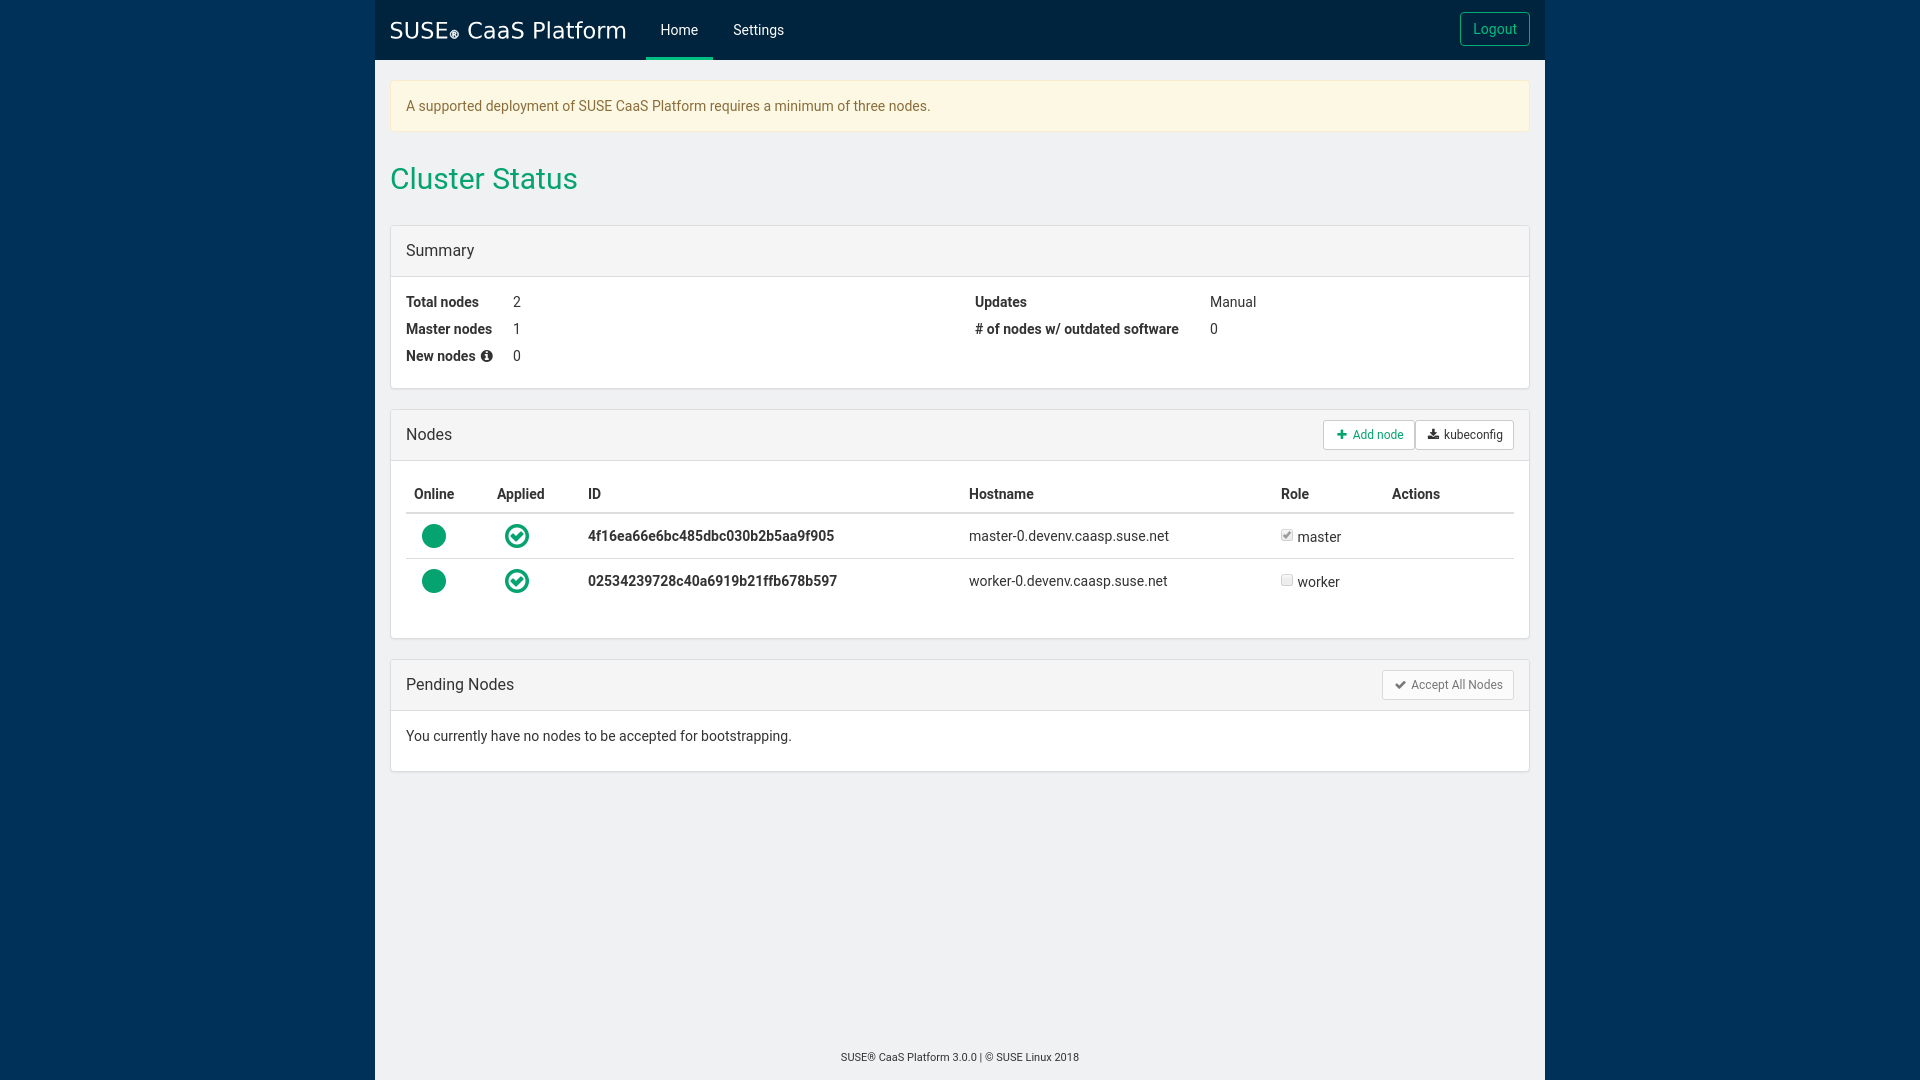 SUSE® CaaS Platform Home Settings Logout
A supported deployment of SUSE CaaS Platform requires a minimum of three nodes.
Cluster Status
Summary
Total nodes 2 Updates Manual
Master nodes 1 # of nodes w/ outdated software 0
New nodes 0
Nodes Add node kubeconfig
Online Applied ID Hostname Role Actions
4f16ea66e6bc485dbc030b2b5aa9f905 master-0.devenv.caasp.suse.net master
02534239728c40a6919b21ffb678b597 worker-0.devenv.caasp.suse.net worker
Pending Nodes Accept All Nodes
You currently have no nodes to be accepted for bootstrapping.
SUSE® CaaS Platform 3.0.0 | © SUSE Linux 2018